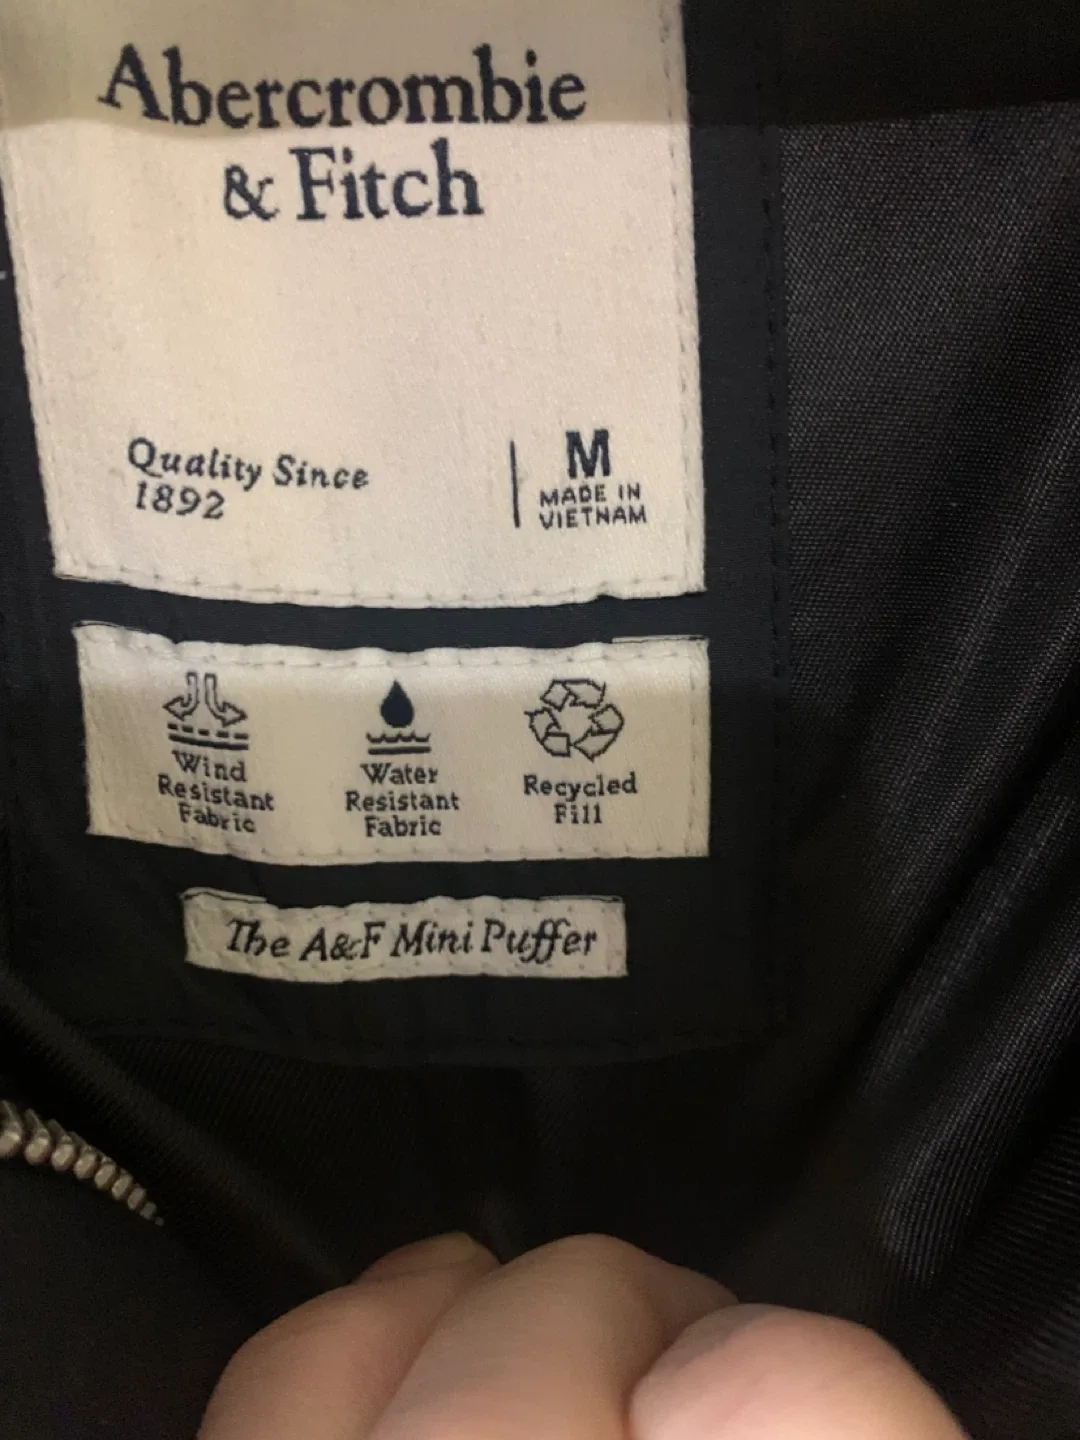 Abercrombie
& Fitch
Quality Since
1892
M
MADE IN
VIETNAM
Wind
Resistant
Fabric
Water
Resistant
Fabric
Recycled
Fill
The A&F Mini Puffer